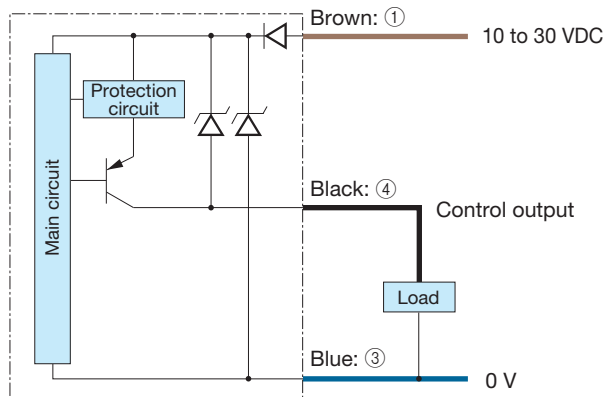 Brown: ①
10 to 30 VDC
Protection
circuit
Main circuit
Black: ④
Control output
Load
Blue: ③
0 V